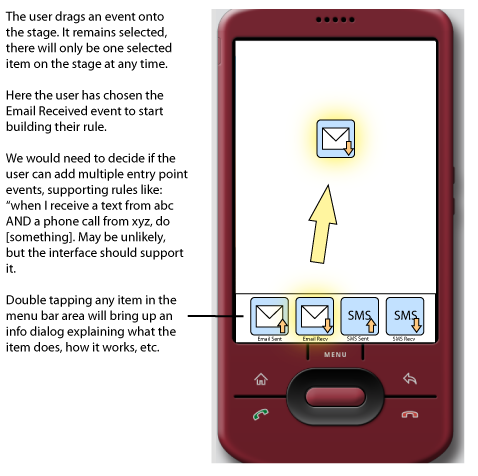 The user drags an event onto
the stage. It remains selected,
there will only be one selected
item on the stage at any time.
Here the user has chosen the
Email Received event to start
building their rule.
We would need to decide if the
user can add multiple entry point
events, supporting rules like:
“when I receive a text from abc
AND a phone call from xyz, do
[something]. May be unlikely,
but the interface should support
it.
Double tapping any item in the
menu bar area will bring up an
info dialog explaining what the
item does, how it works, etc.
SMS SMS
Email Sent Email Recv SMS Sent SMS Recv
MENU